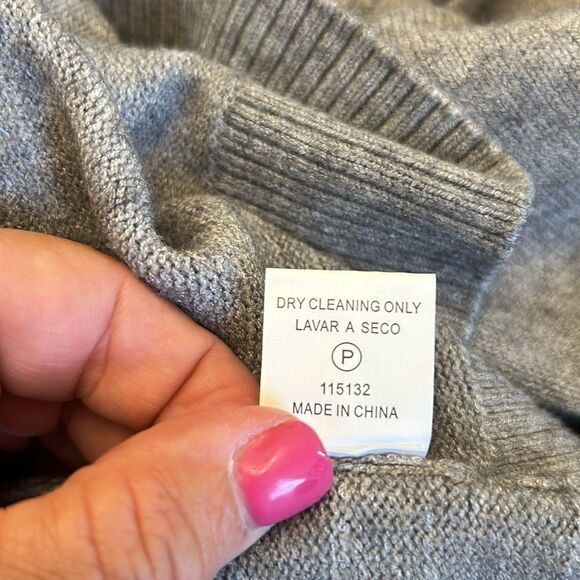 DRY CLEANING ONLY
LAVAR A SECO
P
115132
MADE IN CHINA